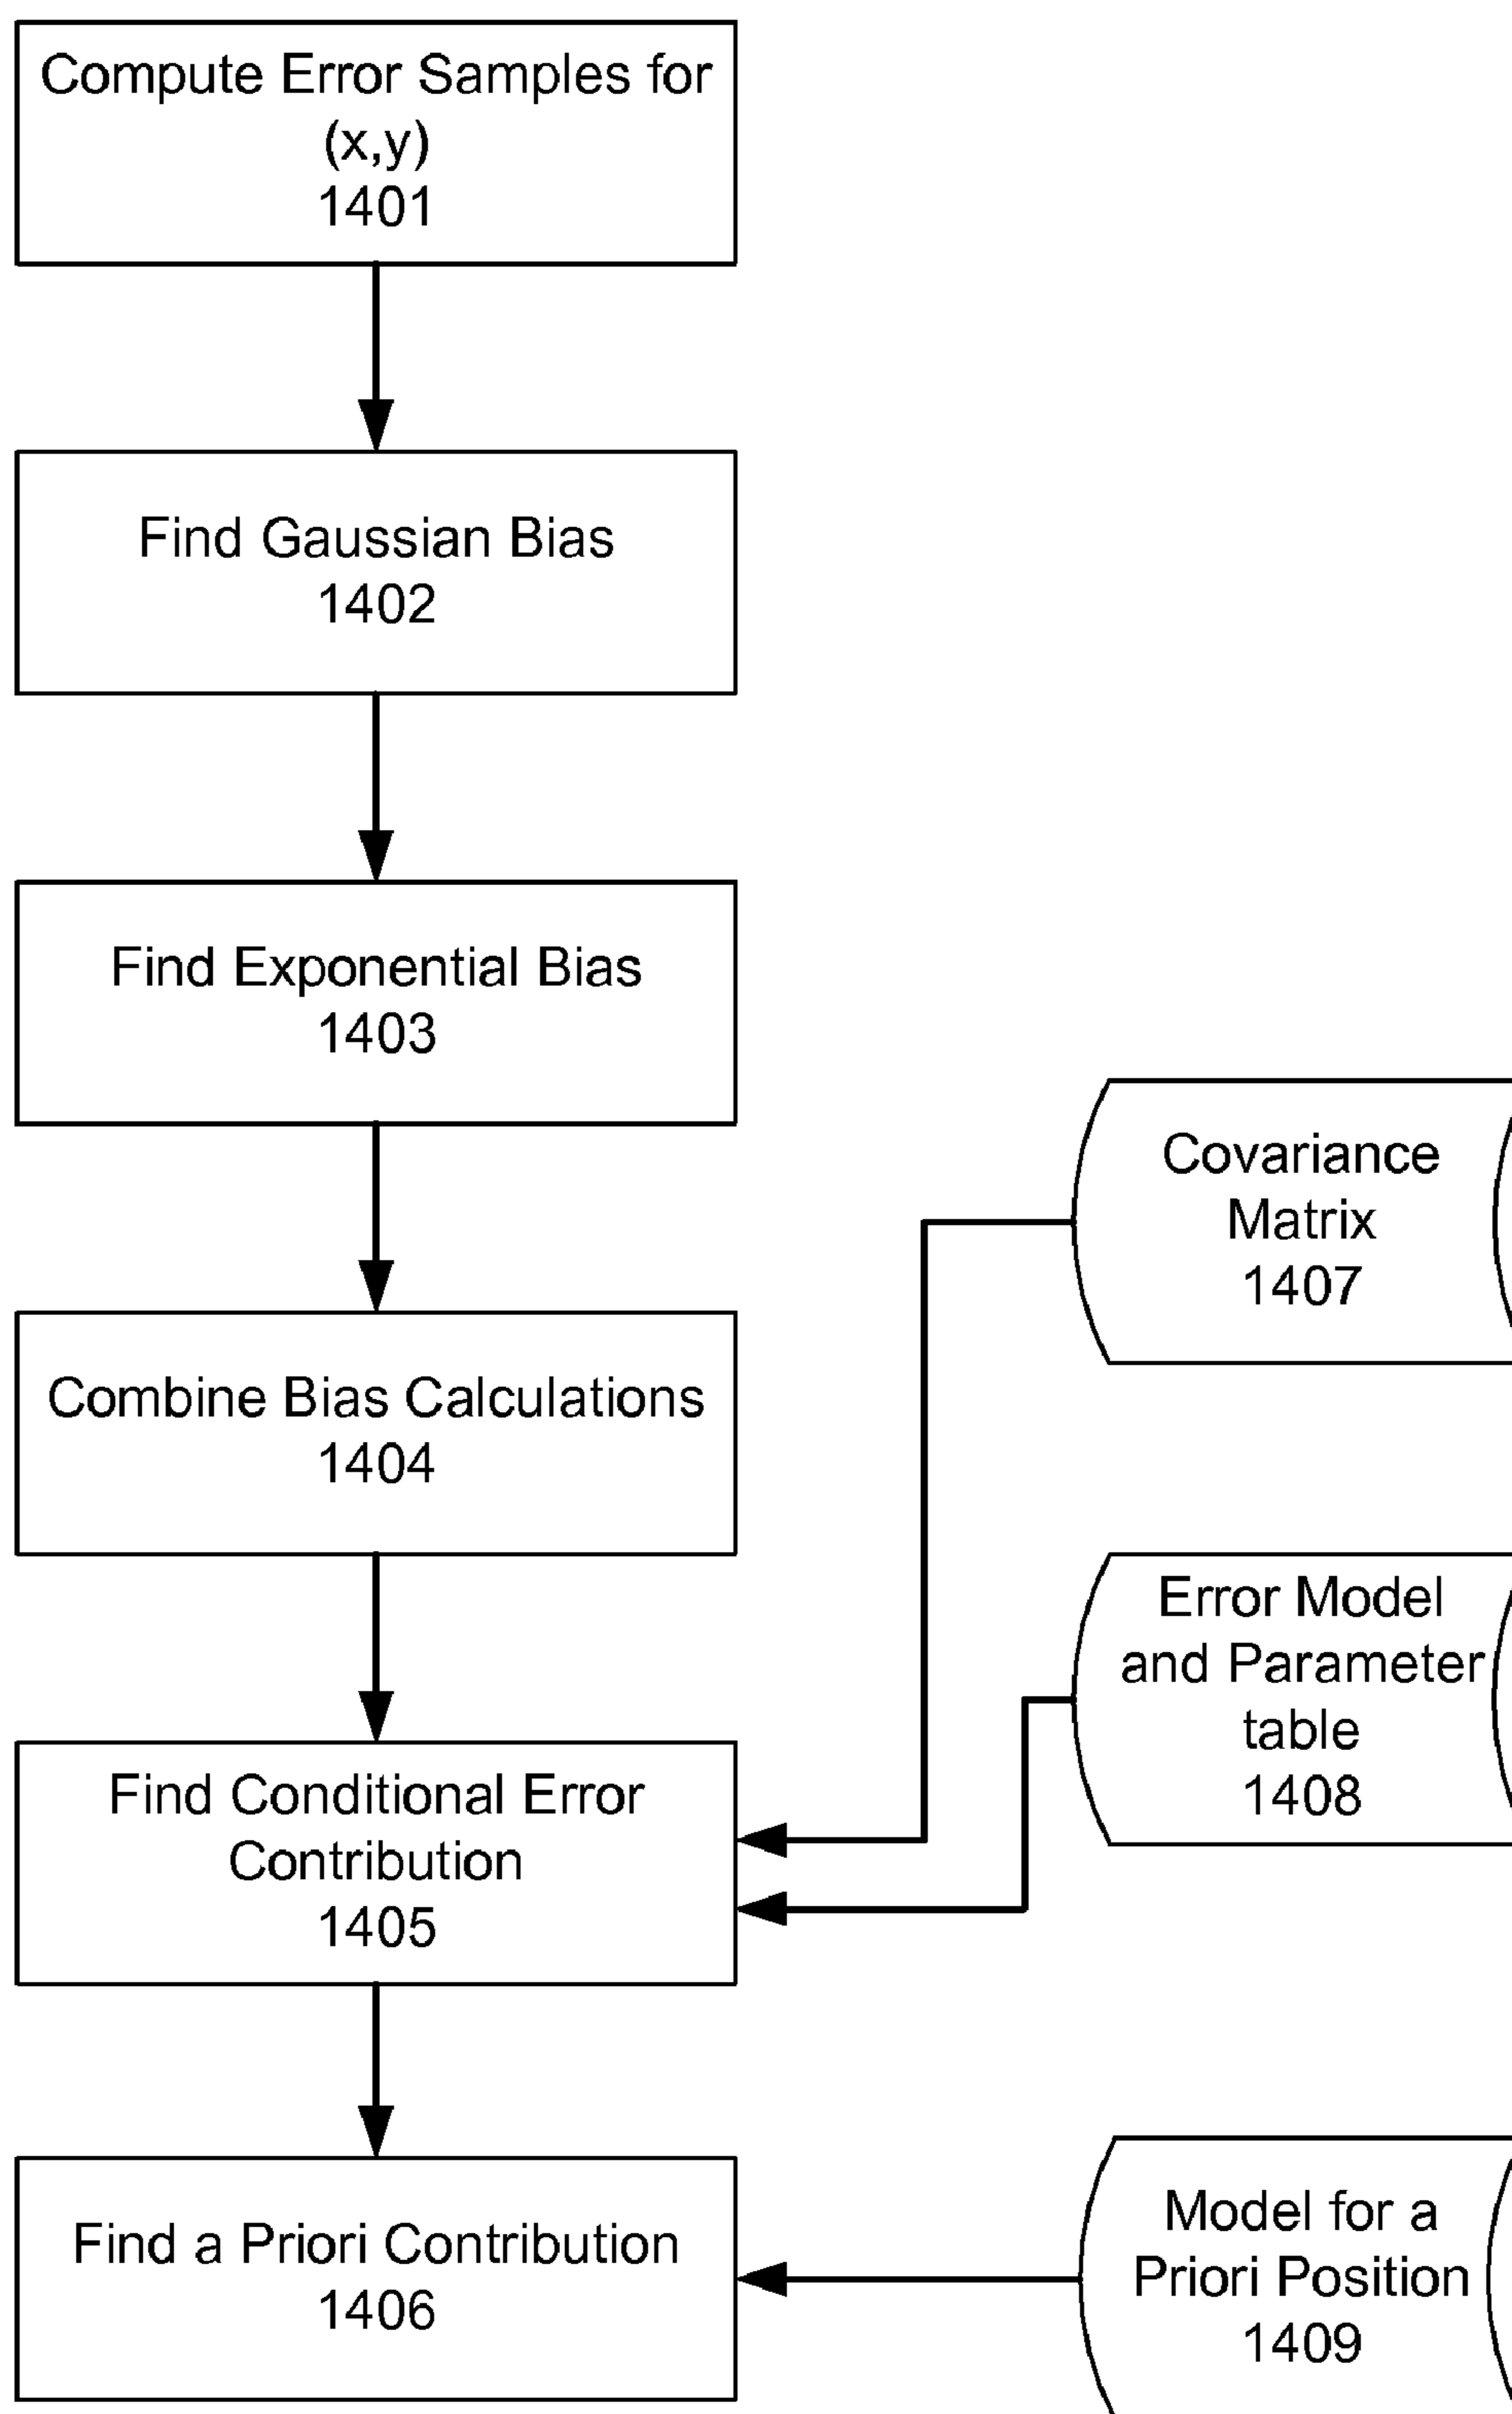 Compute Error Samples for
(x,y)
1401
Find Gaussian Bias
1402
Find Exponential Bias
1403
Covariance
Matrix
1407
Combine Bias Calculations
1404
Error Model
and Parameter
table
1408
Find Conditional Error
Contribution
1405
Model for a
Priori Position
1409
Find a Priori Contribution
1406